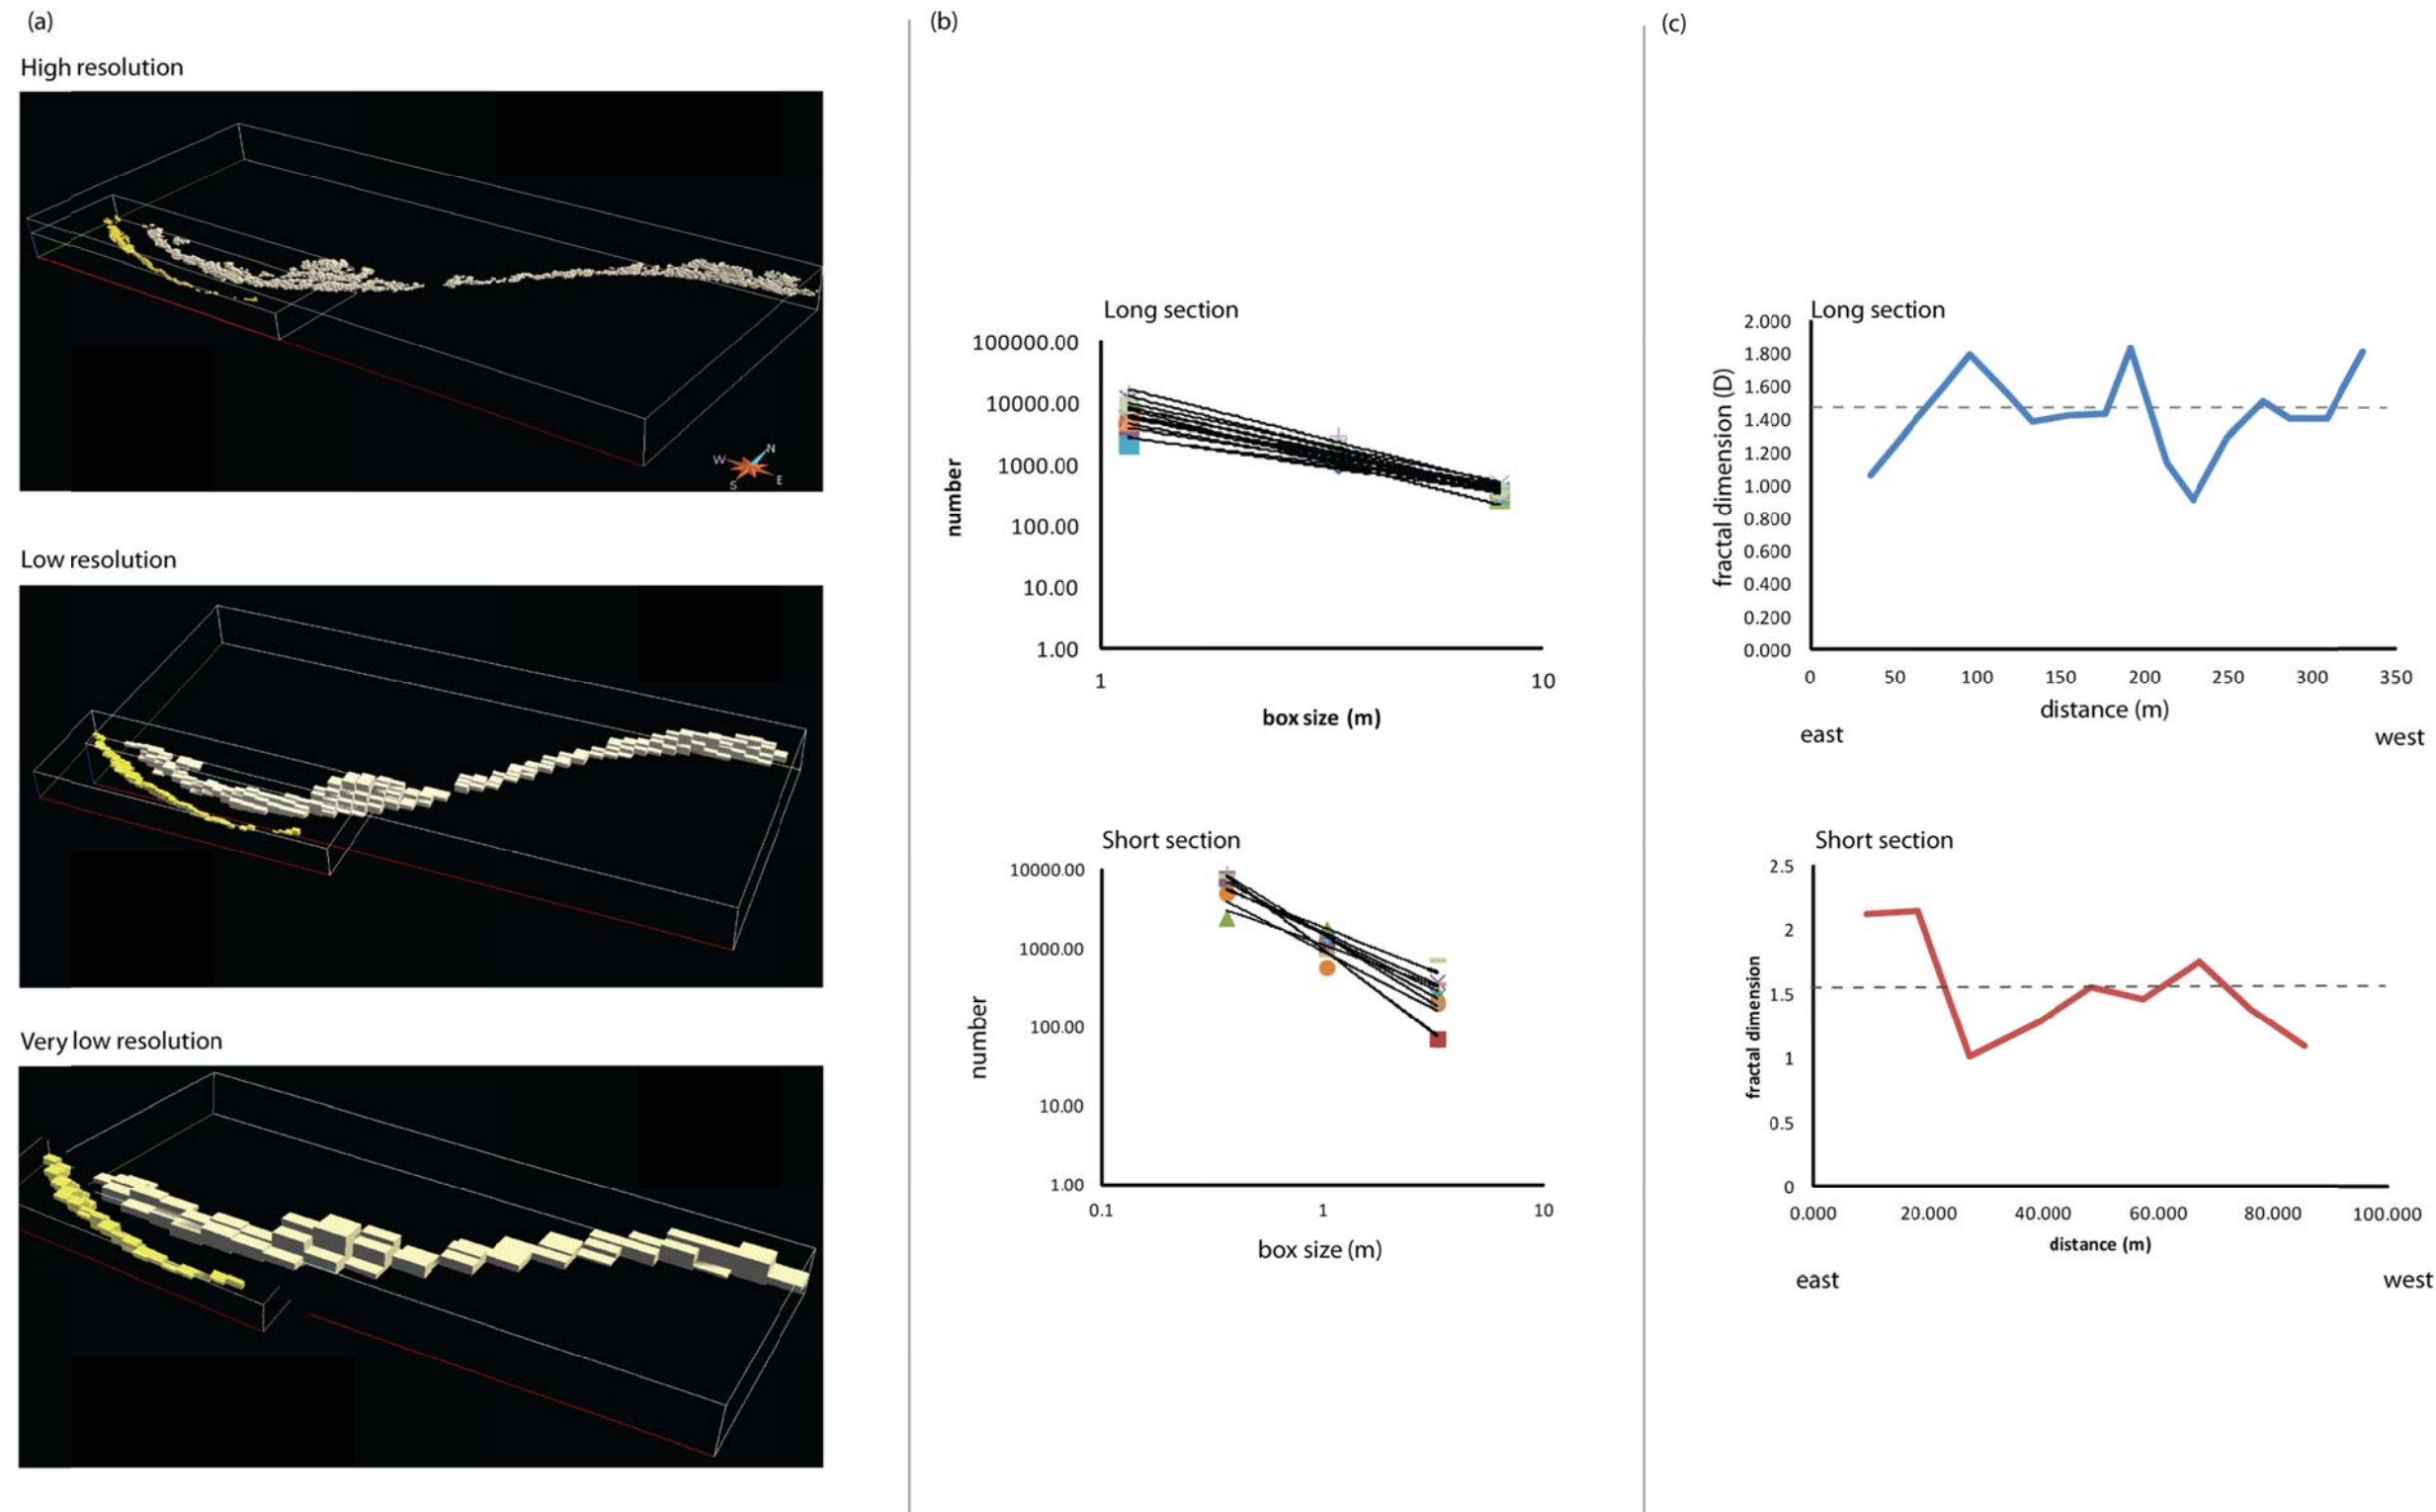 (a)
High resolution
W
N
S
E
Low resolution
Very low resolution
(b)
Long section
100000.00
10000.00
1000.00
100.00
10.00
1.00
number
1
10
box size (m)
Short section
10000.00
1000.00
100.00
10.00
1.00
number
0.1
1
10
box size (m)
(c)
Long section
2.000
1.800
1.600
1.400
1.200
1.000
0.800
0.600
0.400
0.200
0.000
fractal dimension (D)
0 50 100 150 200 250 300 350
distance (m)
east
west
Short section
2.5
2
1.5
1
0.5
0
fractal dimension
0.000 20.000 40.000 60.000 80.000 100.000
distance (m)
east
west